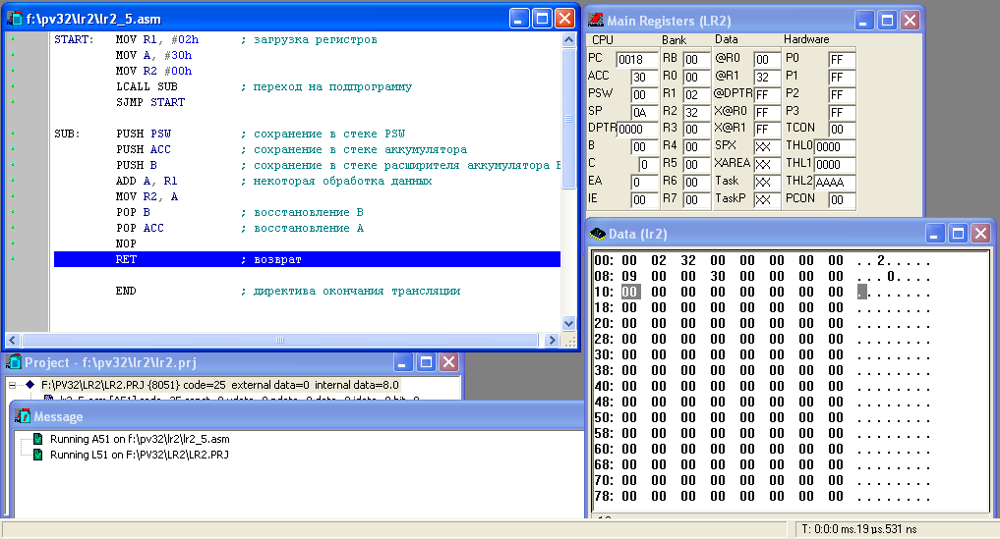 f:\pv32\lr2\lr2_5.asm
START: MOV R1, #02h ; загрузка регистров
MOV A, #30h
MOV R2 #00h
LCALL SUB ; переход на подпрограмму
SJMP START
SUB: PUSH PSW ; сохранение в стеке PSW
PUSH ACC ; сохранение в стеке аккумулятора
PUSH B ; сохранение в стеке расширителя аккумулятора
ADD A, R1 ; некоторая обработка данных
MOV R2, A
POP B ; восстановление B
POP ACC ; восстановление A
NOP
RET ; возврат
END ; директива окончания трансляции
Main Registers (LR2)
CPU Bank Data Hardware
PC 0018 RB 00 @R0 00 P0 FF
ACC 30 R0 00 @R1 32 P1 FF
PSW 00 R1 02 @DPTR FF P2 FF
SP 0A R2 32 X@R0 FF P3 FF
DPTR 0000 R3 00 X@R1 FF TCON 00
B 00 R4 00 SPX XX THL0 0000
C 0 R5 00 XAREA XX THL1 0000
EA 0 R6 00 Task XX THL2 AAAA
IE 00 R7 00 TaskP XX PCON 00
Data (lr2)
00: 00 02 32 00 00 00 00 00 ..2.....
08: 09 00 00 30 00 00 00 00 ...0....
10: 00 00 00 00 00 00 00 00 ........
18: 00 00 00 00 00 00 00 00 ........
20: 00 00 00 00 00 00 00 00 ........
28: 00 00 00 00 00 00 00 00 ........
30: 00 00 00 00 00 00 00 00 ........
38: 00 00 00 00 00 00 00 00 ........
40: 00 00 00 00 00 00 00 00 ........
48: 00 00 00 00 00 00 00 00 ........
50: 00 00 00 00 00 00 00 00 ........
58: 00 00 00 00 00 00 00 00 ........
60: 00 00 00 00 00 00 00 00 ........
68: 00 00 00 00 00 00 00 00 ........
70: 00 00 00 00 00 00 00 00 ........
78: 00 00 00 00 00 00 00 00 ........
Project - f:\pv32\lr2\lr2.prj
F:\PV32\LR2\LR2.PRJ {8051} code=25 external data=0 internal data=8.0
Message
Running A51 on f:\pv32\lr2\lr2_5.asm
Running L51 on F:\PV32\LR2\LR2.PRJ
T: 0:0:0 ms.19 µs.531 ns